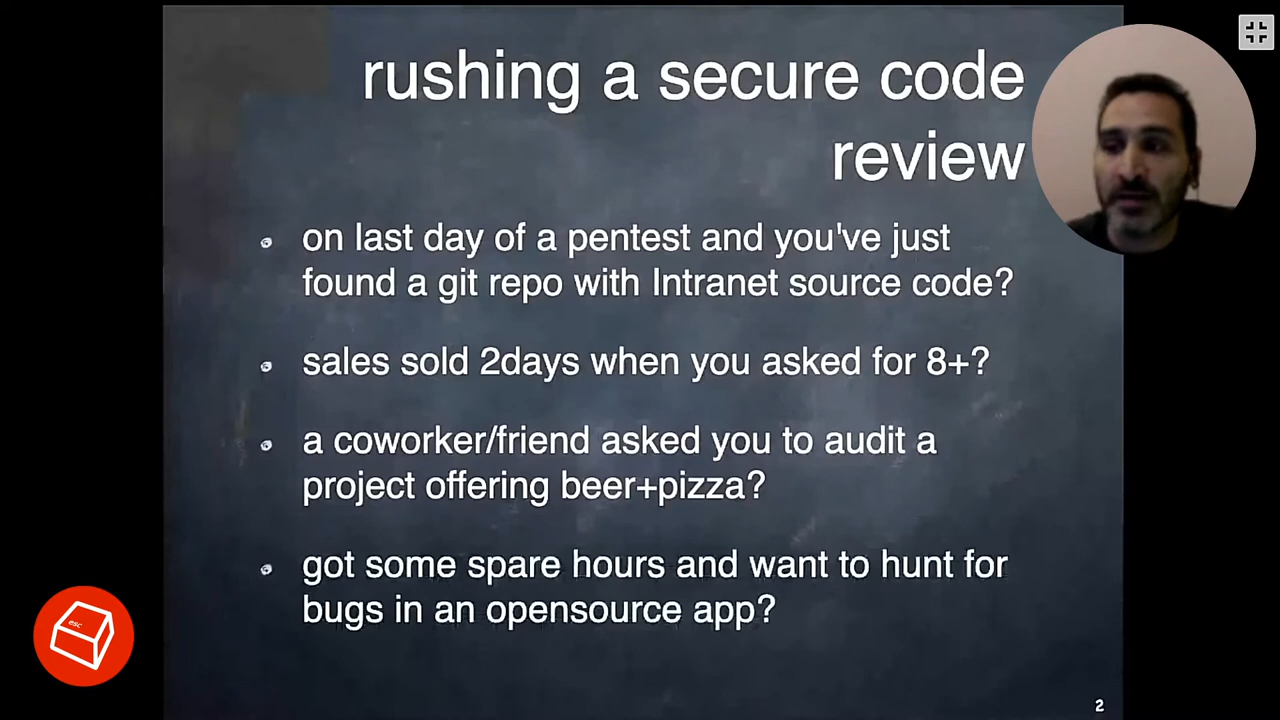 rushing a secure code
review
on last day of a pentest and you've just
found a git repo with Intranet source code?
sales sold 2days when you asked for 8+?
a coworker/friend asked you to audit a
project offering beer+pizza?
got some spare hours and want to hunt for
bugs in an opensource app?
esc
2